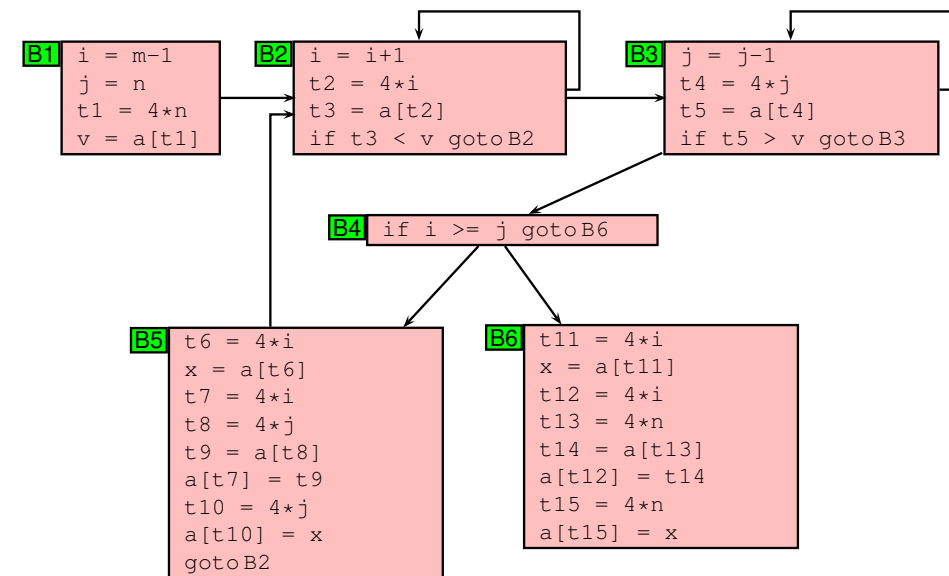 B1
i = m-1
j = n
t1 = 4*n
v = a[t1]
B2
i = i+1
t2 = 4*i
t3 = a[t2]
if t3 < v goto B2
B3
j = j-1
t4 = 4*j
t5 = a[t4]
if t5 > v goto B3
B4
if i >= j goto B6
B5
t6 = 4*i
x = a[t6]
t7 = 4*i
t8 = 4*j
t9 = a[t8]
a[t7] = t9
t10 = 4*j
a[t10] = x
goto B2
B6
t11 = 4*i
x = a[t11]
t12 = 4*i
t13 = 4*n
t14 = a[t13]
a[t12] = t14
t15 = 4*n
a[t15] = x